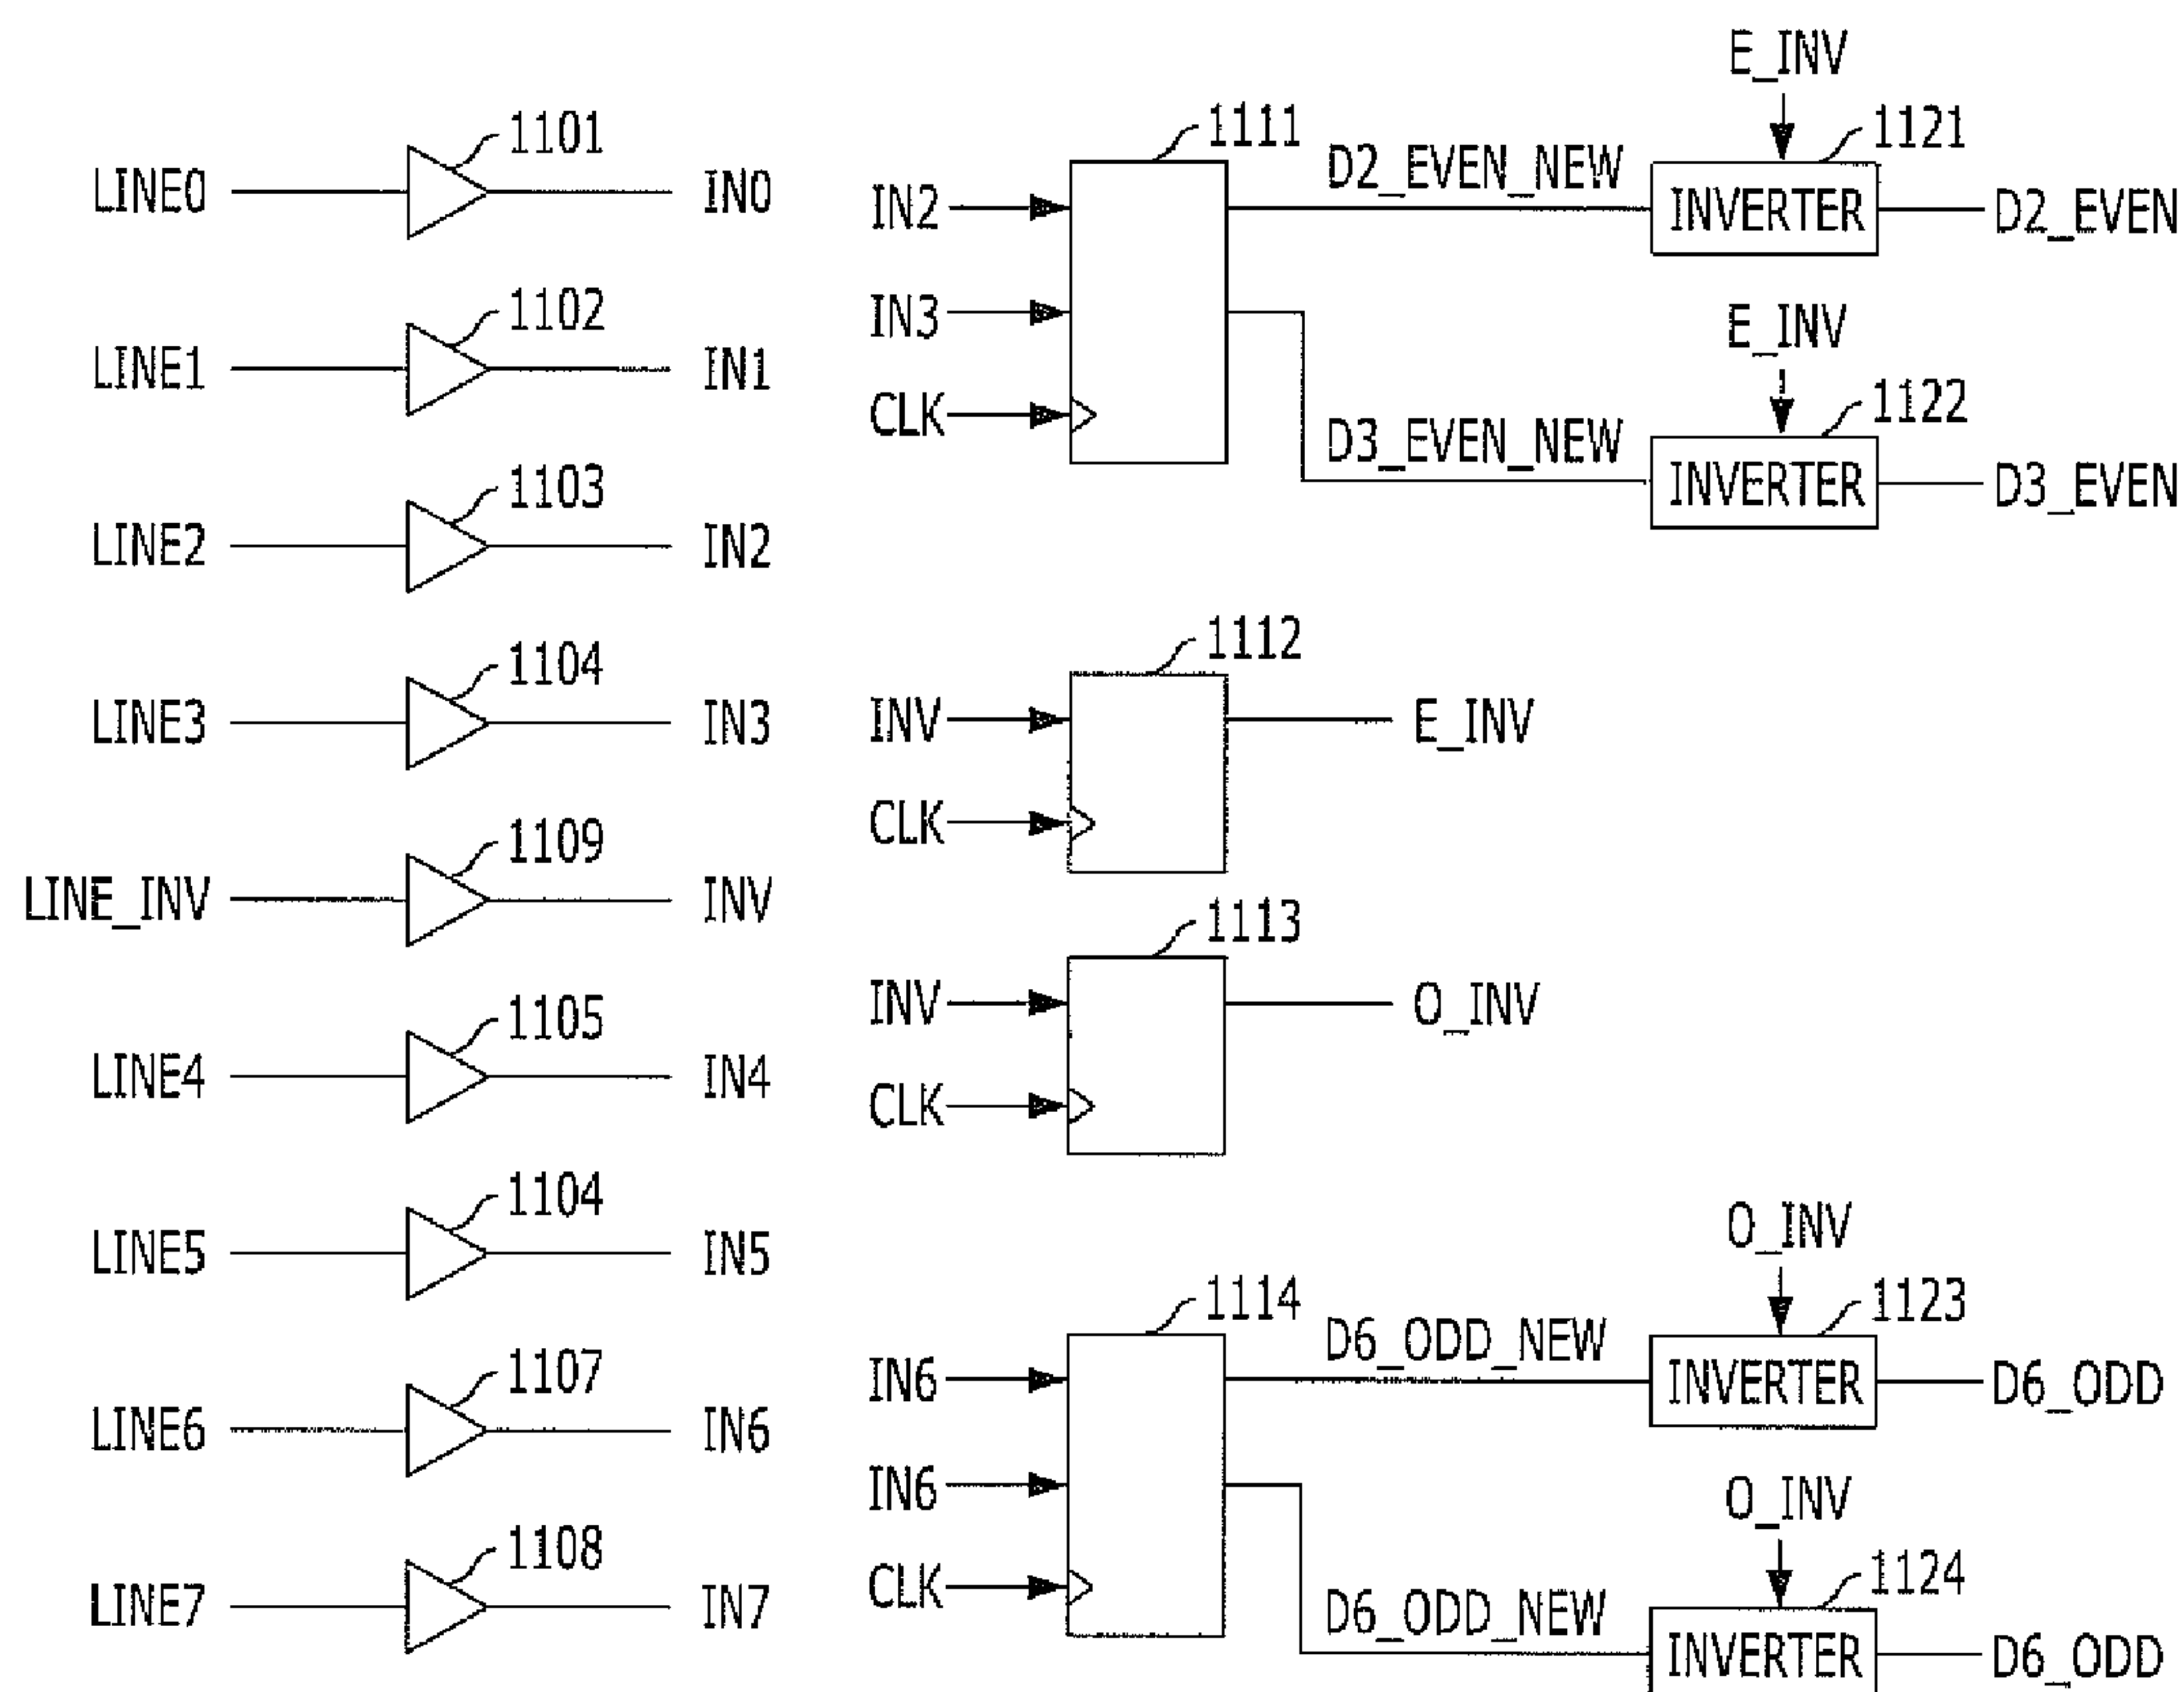 1101
LINE0 IN0
1102
LINE1 IN1
1103
LINE2 IN2
1104
LINE3 IN3
1109
LINE_INV INV
1105
LINE4 IN4
1104
LINE5 IN5
1107
LINE6 IN6
1108
LINE7 IN7
1111
IN2
IN3
CLK
D2_EVEN_NEW
E_INV
1121
INVERTER
D2_EVEN
D3_EVEN_NEW
E_INV
1122
INVERTER
D3_EVEN
1112
INV
CLK
E_INV
1113
INV
CLK
O_INV
1114
IN6
IN6
CLK
D6_ODD_NEW
O_INV
1123
INVERTER
D6_ODD
D6_ODD_NEW
O_INV
1124
INVERTER
D6_ODD